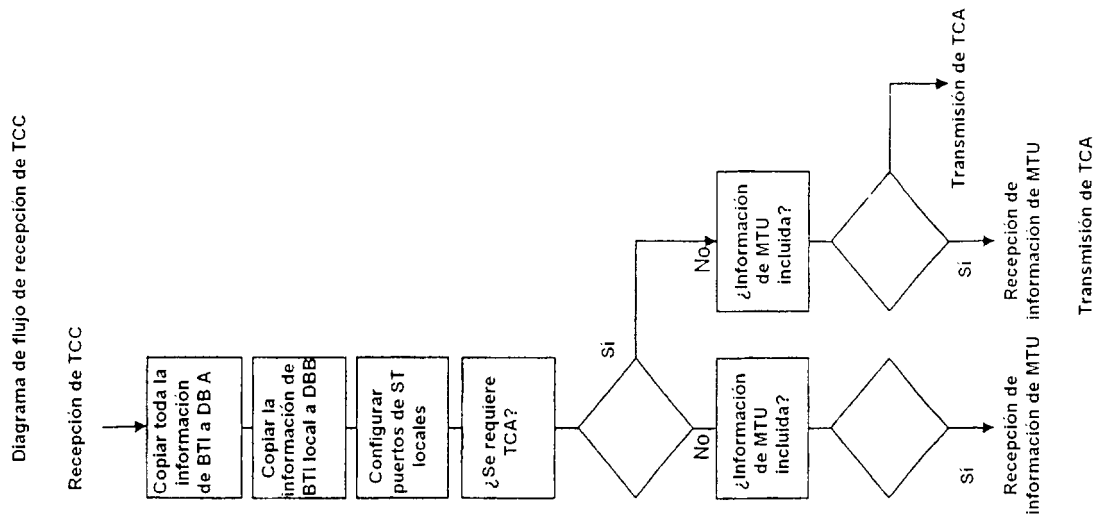 Diagrama de flujo de recepción de TCC
Recepción de TCC
Copiar toda la
información
de BTI a DB A
Copiar la
información de
BTI local a DBB
Configurar
puertos de ST
locales
¿Se requiere
TCA?
Sí
No
No
¿Información
de MTU
incluida?
¿Información
de MTU
incluida?
Transmisión de TCA
Sí
Sí
Recepción de
información de MTU
Recepción de
información de MTU
Transmisión de TCA